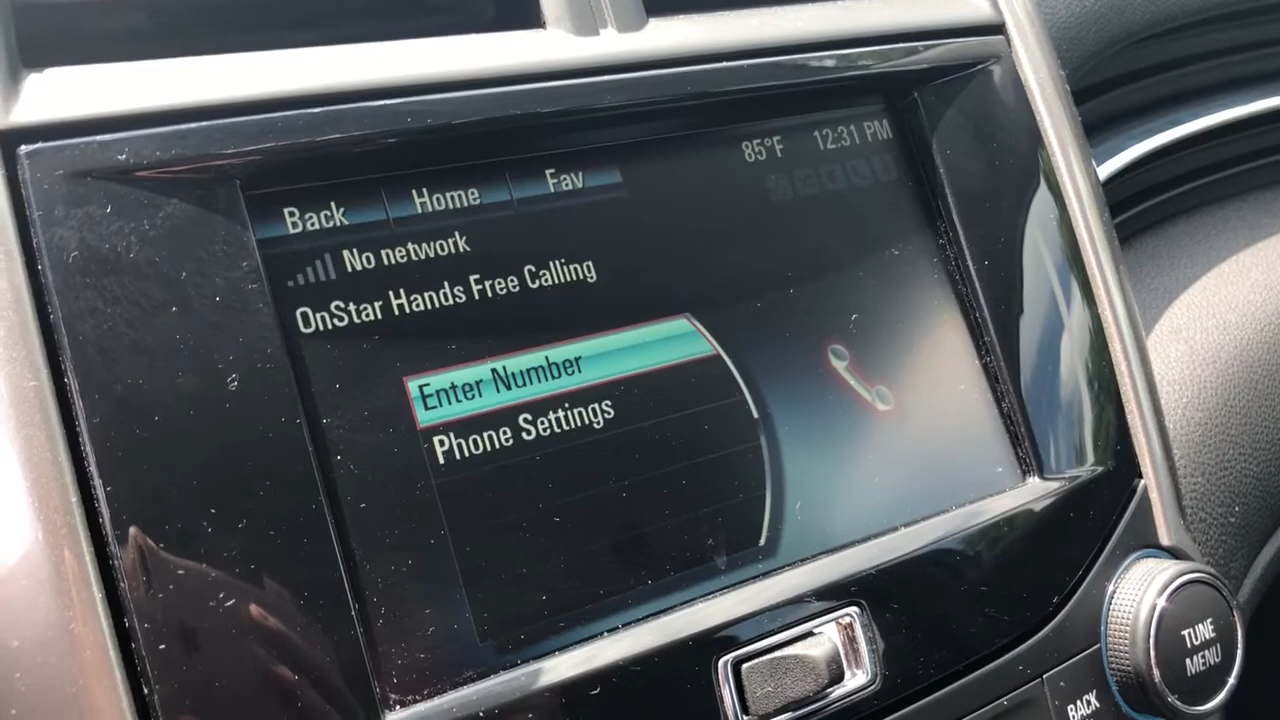 85°F 12:31 PM
Back Home Fav
No network
OnStar Hands Free Calling
Enter Number
Phone Settings
TUNE
MENU
BACK